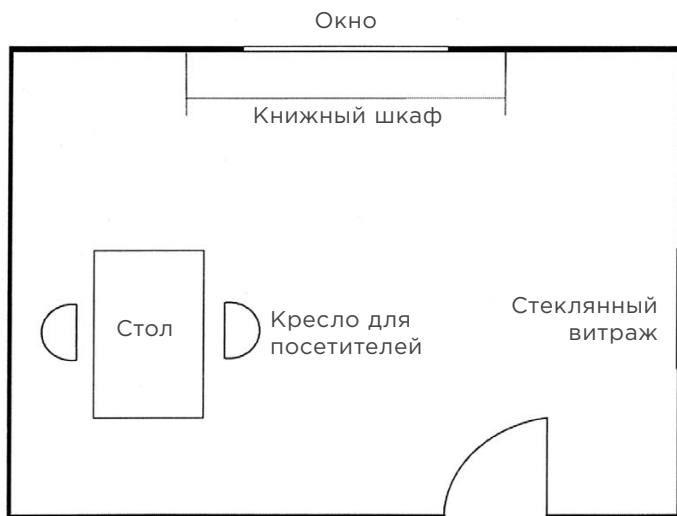 Окно
Книжный шкаф
Стол
Кресло для
посетителей
Стеклянный
витраж